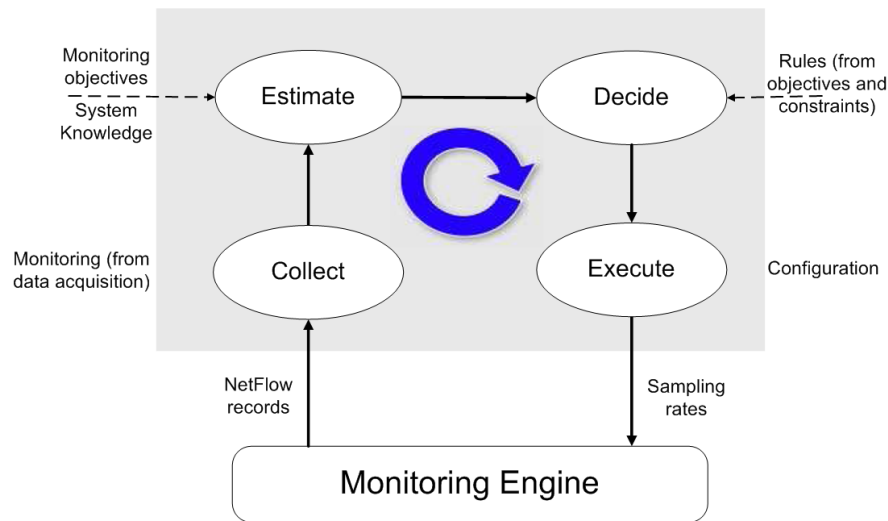 Monitoring
objectives
System
Knowledge
Estimate
Decide
Rules (from
objectives and
constraints)
Monitoring (from
data acquisition)
Collect
Execute
Configuration
NetFlow
records
Sampling
rates
Monitoring Engine